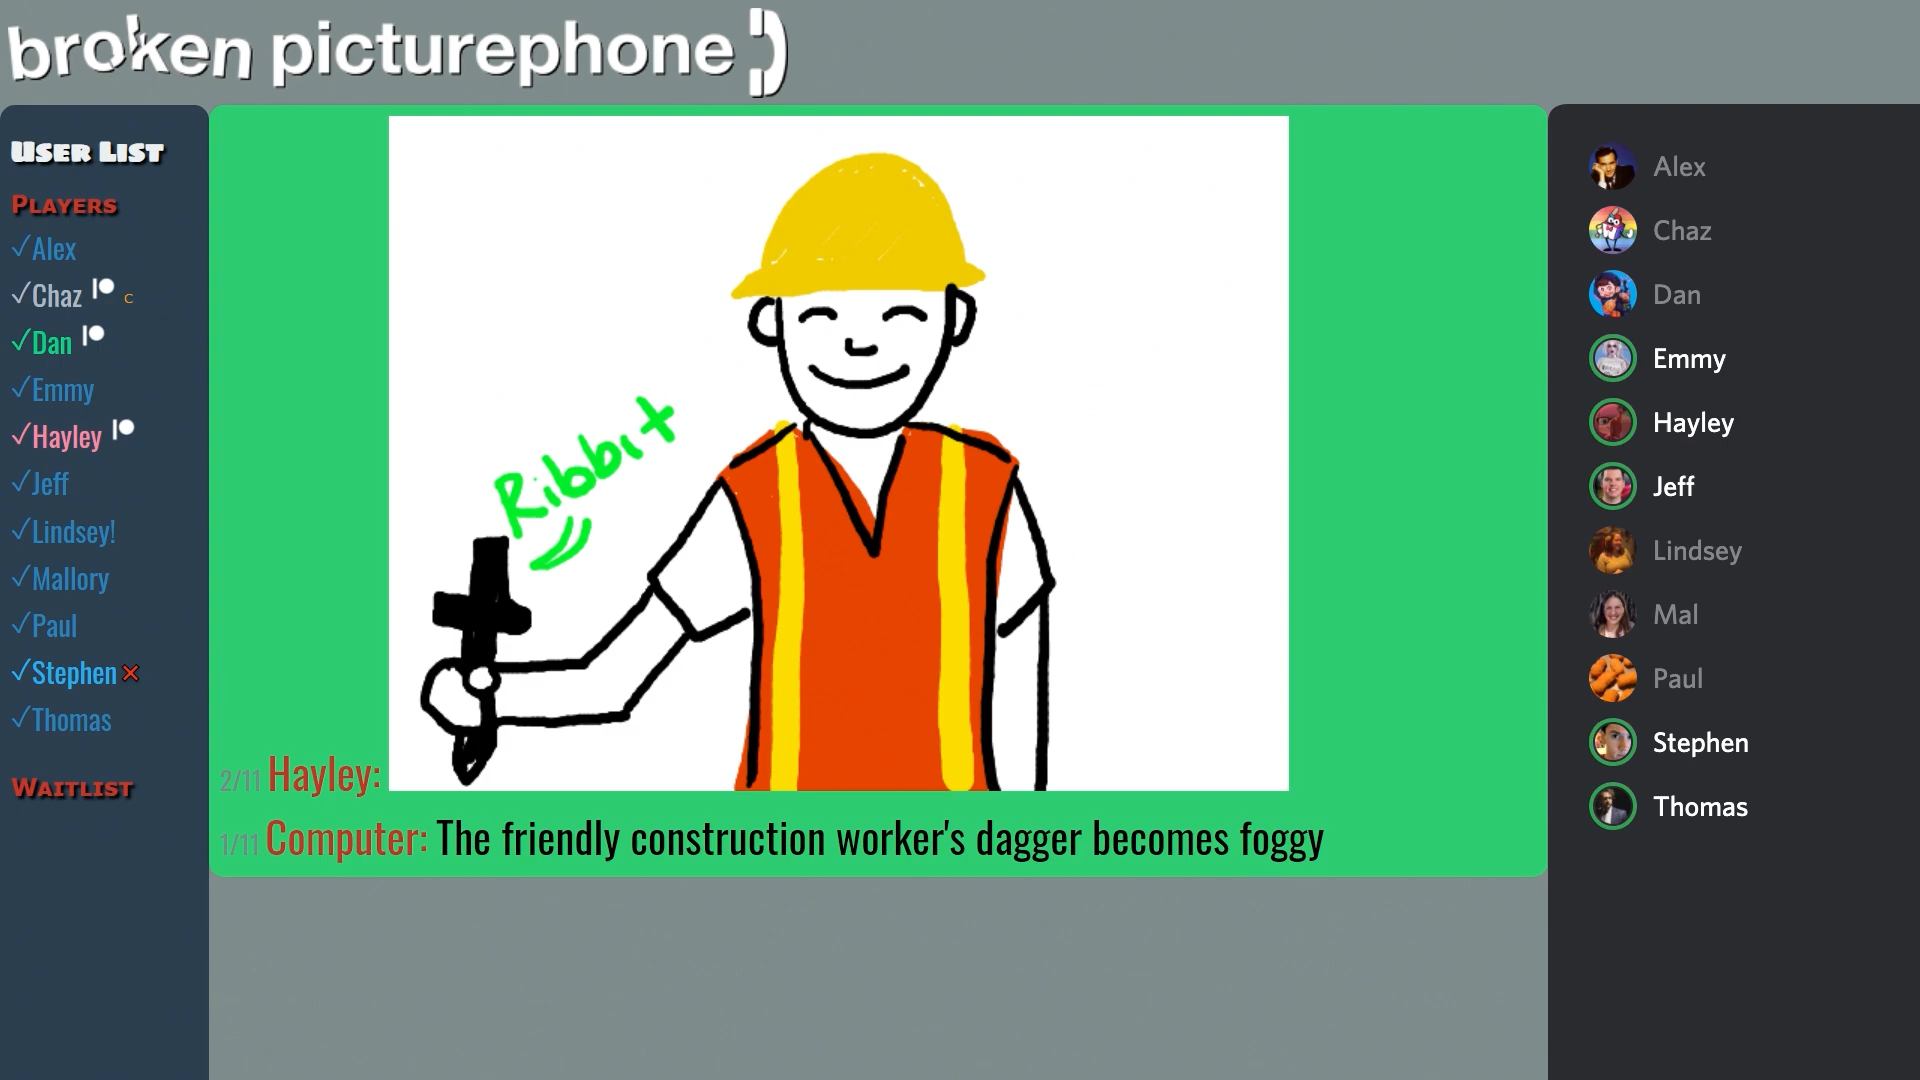 broken picturephone
User List
Players
✓Alex
✓Chaz C
✓Dan
✓Emmy
✓Hayley
✓Jeff
✓Lindsey!
✓Mallory
✓Paul
✓Stephen ✕
✓Thomas
Waitlist
Ribbit
2/11 Hayley:
1/11 Computer: The friendly construction worker's dagger becomes foggy
Alex
Chaz
Dan
Emmy
Hayley
Jeff
Lindsey
Mal
Paul
Stephen
Thomas